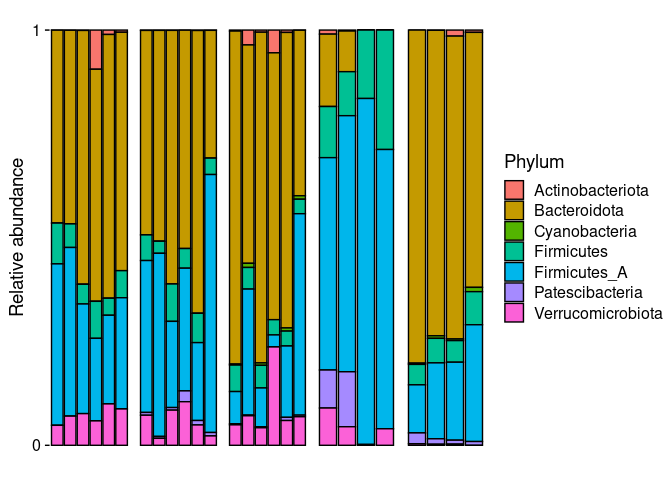 1
0
Relative abundance
Phylum
Actinobacteriota
Bacteroidota
Cyanobacteria
Firmicutes
Firmicutes_A
Patescibacteria
Verrucomicrobiota